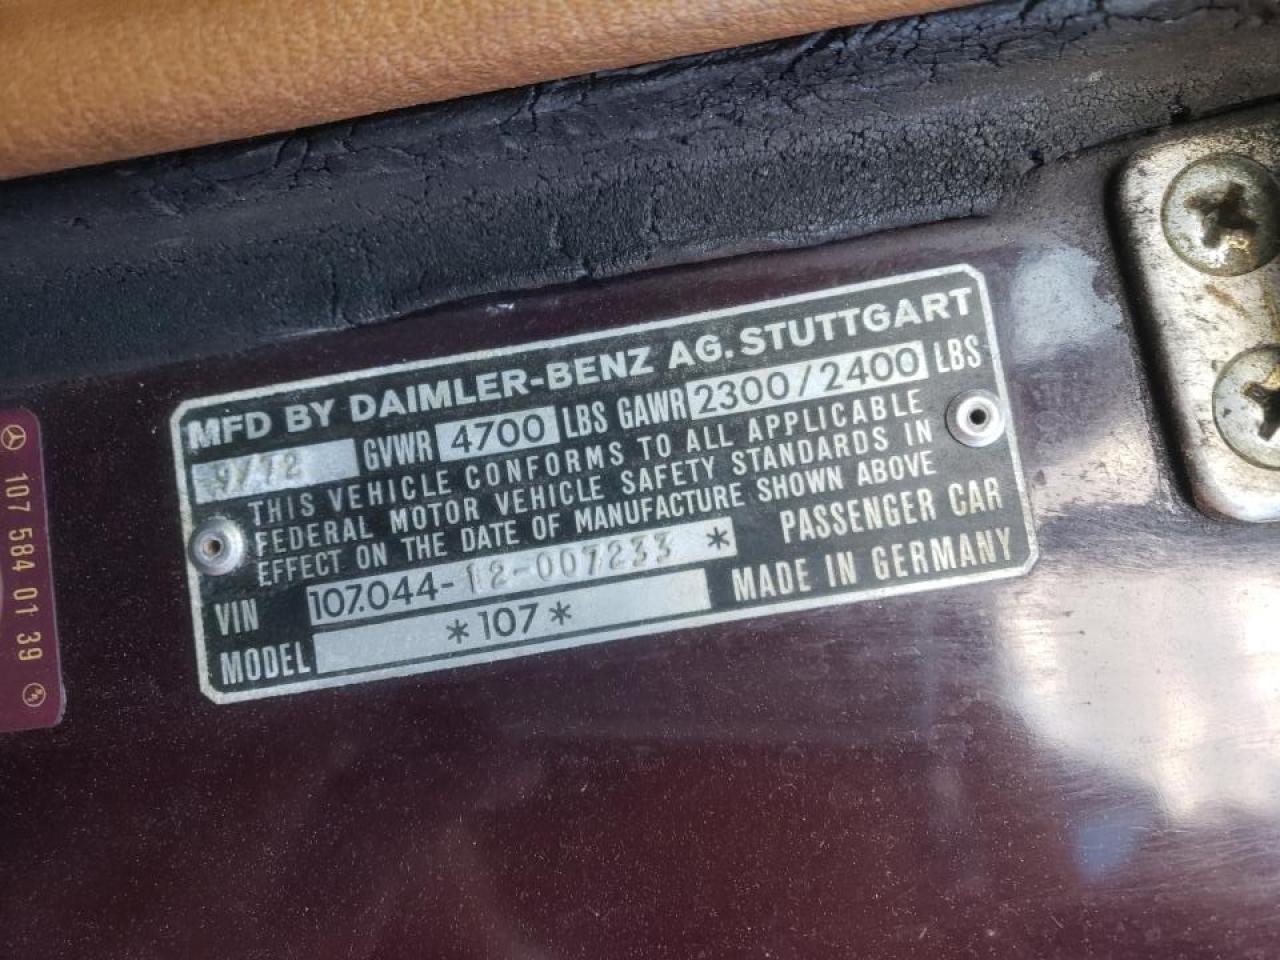 MFD BY DAIMLER-BENZ AG. STUTTGART
9/72 GVWR 4700 LBS GAWR 2300/2400 LBS
THIS VEHICLE CONFORMS TO ALL APPLICABLE
FEDERAL MOTOR VEHICLE SAFETY STANDARDS IN
EFFECT ON THE DATE OF MANUFACTURE SHOWN ABOVE
VIN 107.044-12-007233 * PASSENGER CAR
MODEL *107* MADE IN GERMANY
107 584 01 39